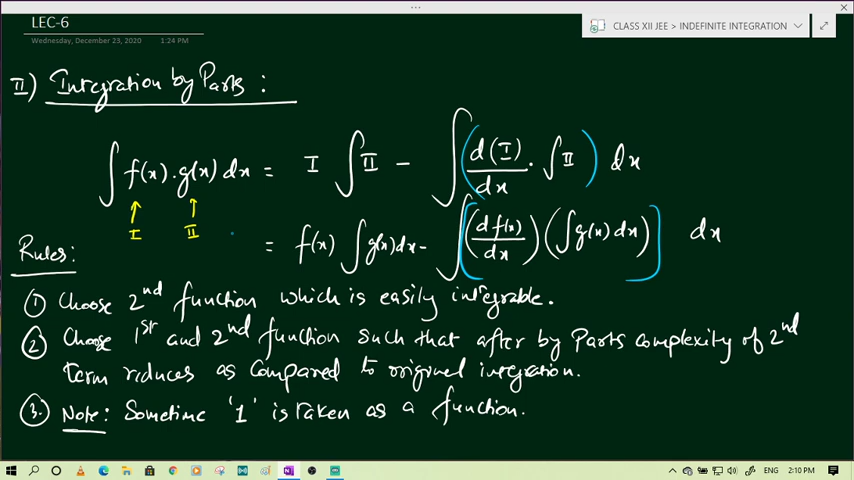 LEC-6
Wednesday, December 23, 2020 1:24 PM
CLASS XII JEE > INDEFINITE INTEGRATION
II) Integration by Parts :
∫ f(x) . g(x) dx = I ∫ II − ∫ ( d(I)/dx . ∫ II ) dx
I II
= f(x) ∫ g(x) dx − ∫ [ ( df(x)/dx ) ( ∫ g(x) dx ) ] dx
Rules:
① Choose 2nd function which is easily integrable.
② Choose 1st and 2nd function such that after by Parts complexity of 2nd
term reduces as compared to original integration.
③. Note: Sometime '1' is taken as a function.
ENG 2:10 PM